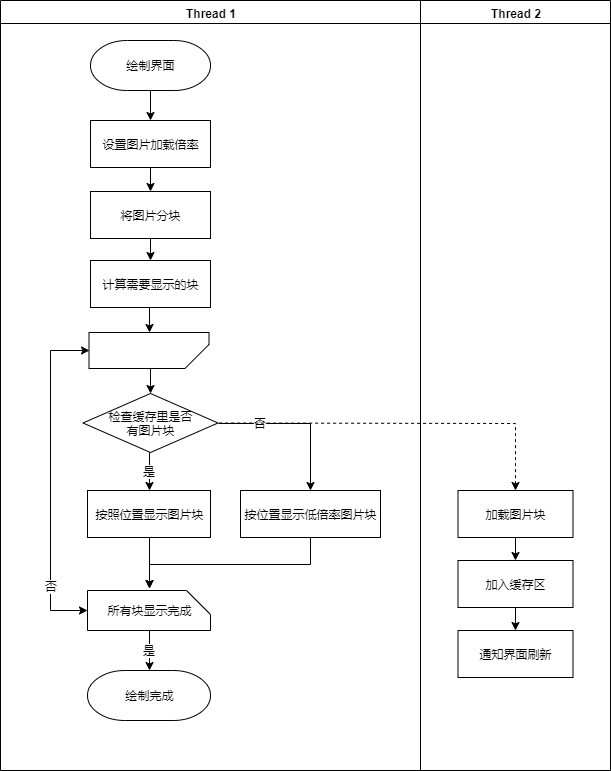 Thread 1
Thread 2
绘制界面
设置图片加载倍率
将图片分块
计算需要显示的块
检查缓存里是否
有图片块
否
是
按照位置显示图片块
按位置显示低倍率图片块
加载图片块
加入缓存区
否
所有块显示完成
通知界面刷新
是
绘制完成